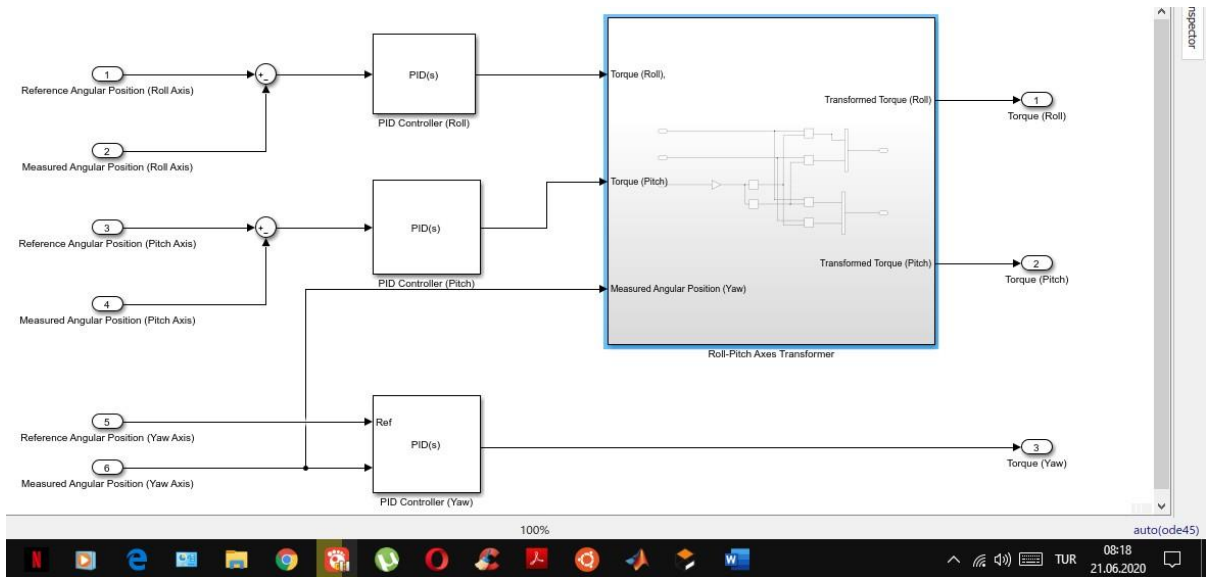 nspector
1
Reference Angular Position (Roll Axis)
2
Measured Angular Position (Roll Axis)
PID(s)
PID Controller (Roll)
Torque (Roll),
Transformed Torque (Roll)
1
Torque (Roll)
3
Reference Angular Position (Pitch Axis)
4
Measured Angular Position (Pitch Axis)
PID(s)
PID Controller (Pitch)
Torque (Pitch)
Transformed Torque (Pitch)
2
Torque (Pitch)
Measured Angular Position (Yaw)
Roll-Pitch Axes Transformer
5
Reference Angular Position (Yaw Axis)
6
Measured Angular Position (Yaw Axis)
Ref
PID(s)
PID Controller (Yaw)
3
Torque (Yaw)
100%
auto(ode45)
TUR
08:18
21.06.2020